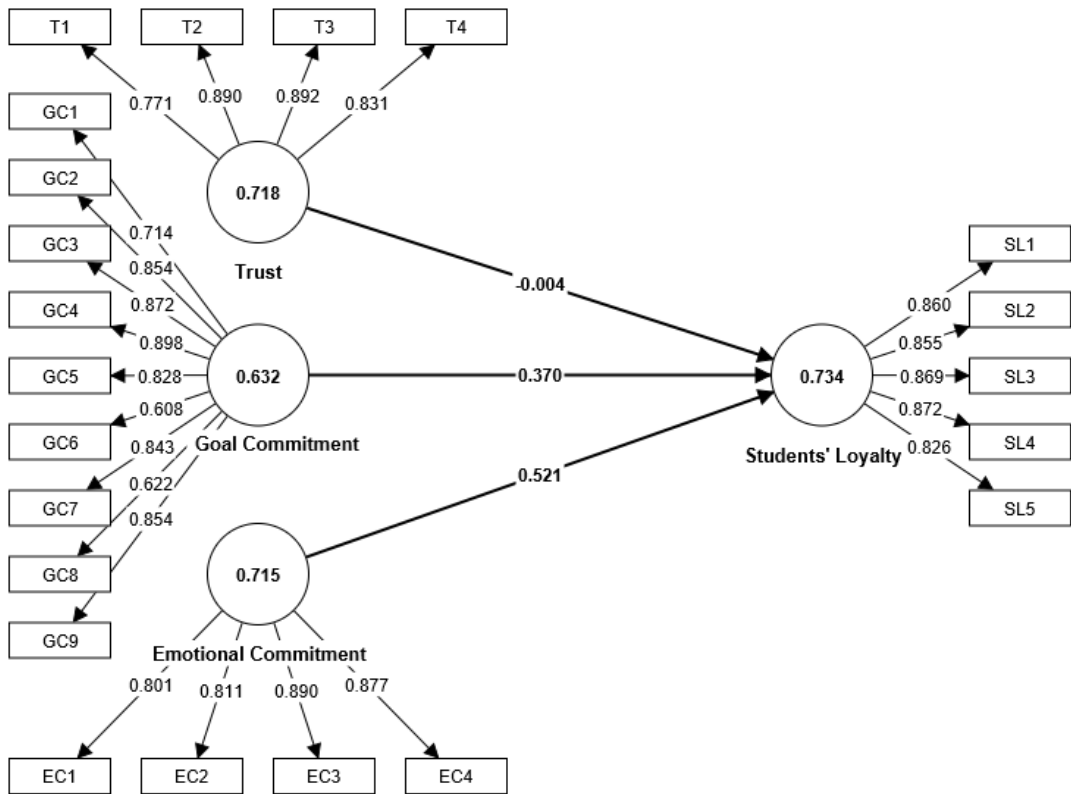 T1
T2
T3
T4
0.771
0.890
0.892
0.831
GC1
GC2
GC3
GC4
GC5
GC6
GC7
GC8
GC9
0.714
0.854
0.872
0.898
0.828
0.608
0.843
0.622
0.854
0.718
Trust
0.632
Goal Commitment
0.715
Emotional Commitment
0.801
0.811
0.890
0.877
EC1
EC2
EC3
EC4
-0.004
0.370
0.521
0.734
Students' Loyalty
0.860
0.855
0.869
0.872
0.826
SL1
SL2
SL3
SL4
SL5